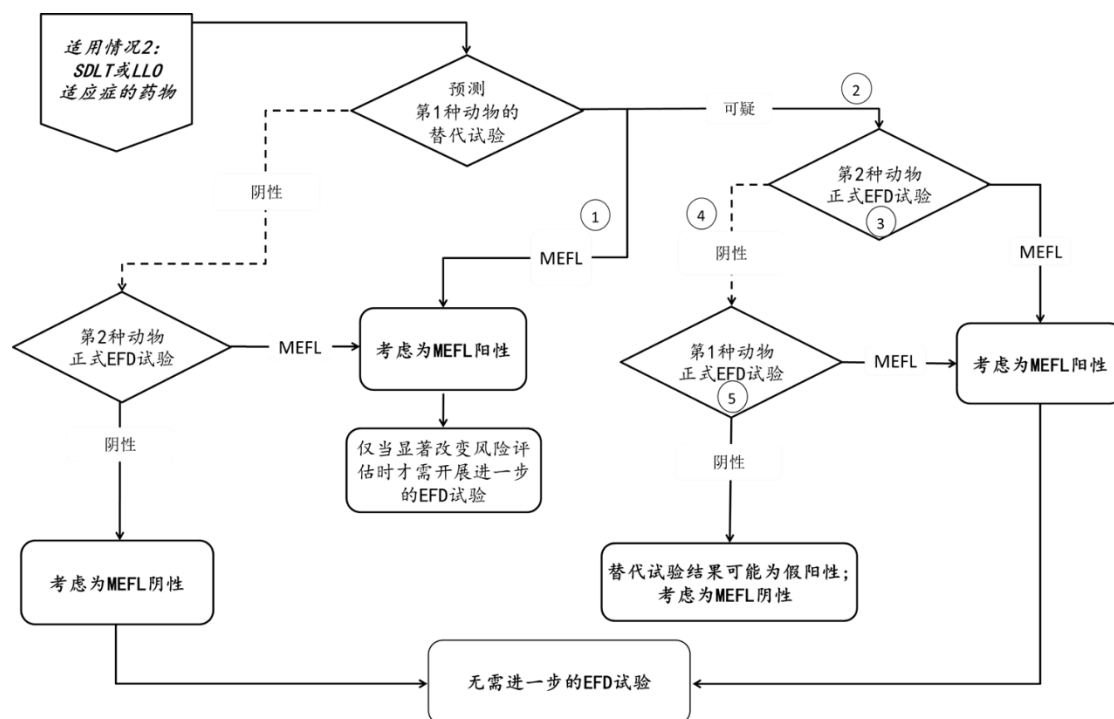 适用情况2：
SDLT或LLO
适应症的药物
预测
第1种动物的
替代试验
可疑
2
阴性
第2种动物
正式EFD试验
3
1
4
阴性
MEFL
MEFL
第2种动物
正式EFD试验
MEFL
考虑为MEFL阳性
第1种动物
正式EFD试验
5
MEFL
考虑为MEFL阳性
阴性
仅当显著改变风险评
估时才需开展进一步
的EFD试验
阴性
考虑为MEFL阴性
替代试验结果可能为假阳性；
考虑为MEFL阴性
无需进一步的EFD试验